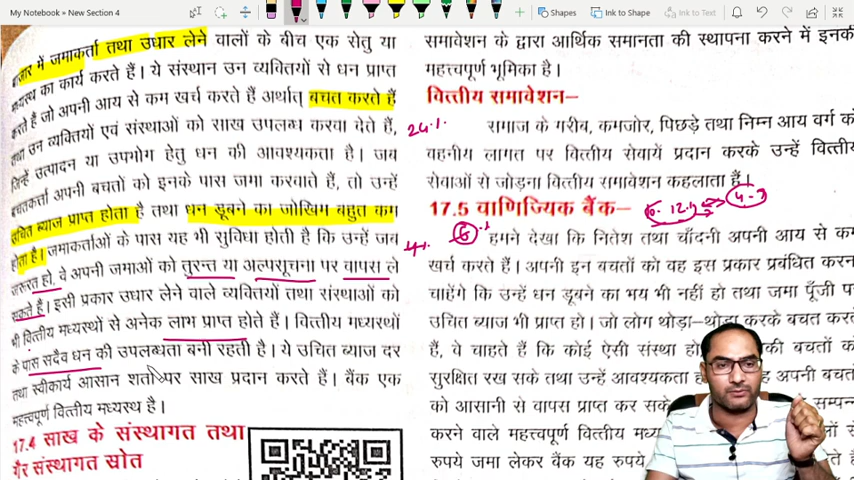 My Notebook » New Section 4
Shapes
Ink to Shape
Ink to Text
बाजार में जमाकर्ता तथा उधार लेने वालों के बीच एक सेतु या
मध्यस्थ का कार्य करते हैं। ये संस्थान उन व्यक्तियों से धन प्राप्त
करते हैं जो अपनी आय से कम खर्च करते हैं अर्थात् बचत करते हैं
तथा उन व्यक्तियों एवं संस्थाओं को साख उपलब्ध करवा देते हैं,
जिन्हें उत्पादन या उपभोग हेतु धन की आवश्यकता है। जब
बचतकर्ता अपनी बचतों को इनके पास जमा करवाते हैं, तो उन्हें
उचित ब्याज प्राप्त होता है तथा धन डूबने का जोखिम बहुत कम
होता है। जमाकर्ताओं के पास यह भी सुविधा होती है कि उन्हें जब
जरूरत हो, वे अपनी जमाओं को तुरन्त या अल्पसूचना पर वापस ले
सकते हैं। इसी प्रकार उधार लेने वाले व्यक्तियों तथा संस्थाओं को
भी वित्तीय मध्यस्थों से अनेक लाभ प्राप्त होते हैं। वित्तीय मध्यस्थों
के पास सदैव धन की उपलब्धता बनी रहती है। ये उचित ब्याज दर
तथा स्वीकार्य आसान शर्तों पर साख प्रदान करते हैं। बैंक एक
महत्त्वपूर्ण वित्तीय मध्यस्थ है।
17.4 साख के संस्थागत तथा
गैर संस्थागत स्रोत
समावेशन के द्वारा आर्थिक समानता की स्थापना करने में इनकी
महत्त्वपूर्ण भूमिका है।
वित्तीय समावेशन–
समाज के गरीब, कमजोर, पिछड़े तथा निम्न आय वर्ग को
वहनीय लागत पर वित्तीय सेवायें प्रदान करके उन्हें वित्तीय
सेवाओं से जोड़ना वित्तीय समावेशन कहलाता हैं।
17.5 वाणिज्यिक बैंक–
हमने देखा कि नितेश तथा चाँदनी अपनी आय से कम
खर्च करते हैं। अपनी इन बचतों को वह इस प्रकार प्रबंधित करना
चाहेंगे कि उन्हें धन डूबने का भय भी नहीं हो तथा जमा पूँजी पर
उचित ब्याज भी प्राप्त हो। जो लोग थोड़ा–थोड़ा करके बचत करते
हैं, वे चाहते हैं कि कोई ऐसी संस्था हो की बचतों को
सुरक्षित रख सके तथा उन्हें आवश्यकता अपनी बचतों
को आसानी से वापस प्राप्त कर सके सम्पन्न
करने वाले महत्त्वपूर्ण वित्तीय
रुपये जमा लेकर बैंक यह रुपये